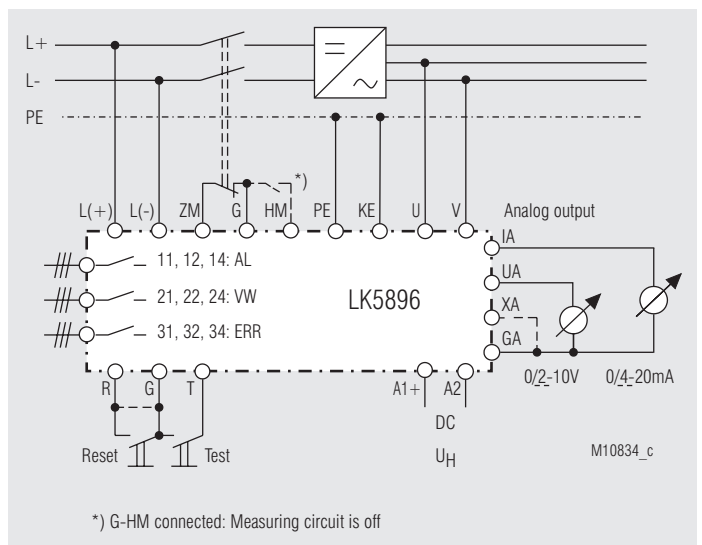 L+
L-
PE
*)
L(+) L(-) ZM G HM PE KE U V Analog output
IA
11, 12, 14: AL
UA
21, 22, 24: VW
LK5896
XA
31, 32, 34: ERR
GA
R G T A1+ A2
0/2-10V 0/4-20mA
DC
Reset Test
UH
M10834_c
*) G-HM connected: Measuring circuit is off